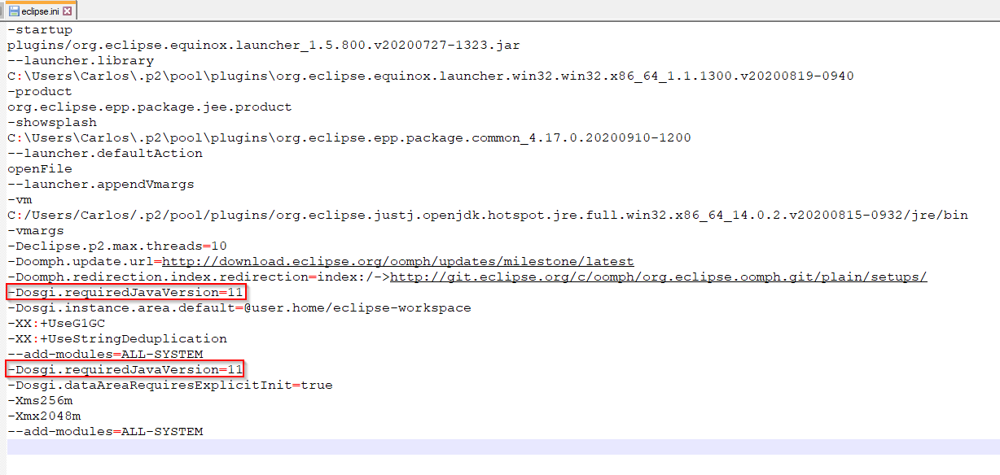 eclipse.ini
-startup
plugins/org.eclipse.equinox.launcher_1.5.800.v20200727-1323.jar
--launcher.library
C:\Users\Carlos\.p2\pool\plugins\org.eclipse.equinox.launcher.win32.win32.x86_64_1.1.1300.v20200819-0940
-product
org.eclipse.epp.package.jee.product
-showsplash
C:\Users\Carlos\.p2\pool\plugins\org.eclipse.epp.package.common_4.17.0.20200910-1200
--launcher.defaultAction
openFile
--launcher.appendVmargs
-vm
C:/Users/Carlos/.p2/pool/plugins/org.eclipse.justj.openjdk.hotspot.jre.full.win32.x86_64_14.0.2.v20200815-0932/jre/bin
-vmargs
-Declipse.p2.max.threads=10
-Doomph.update.url=http://download.eclipse.org/oomph/updates/milestone/latest
-Doomph.redirection.index.redirection=index:/->http://git.eclipse.org/c/oomph/org.eclipse.oomph.git/plain/setups/
-Dosgi.requiredJavaVersion=11
-Dosgi.instance.area.default=@user.home/eclipse-workspace
-XX:+UseG1GC
-XX:+UseStringDeduplication
--add-modules=ALL-SYSTEM
-Dosgi.requiredJavaVersion=11
-Dosgi.dataAreaRequiresExplicitInit=true
-Xms256m
-Xmx2048m
--add-modules=ALL-SYSTEM